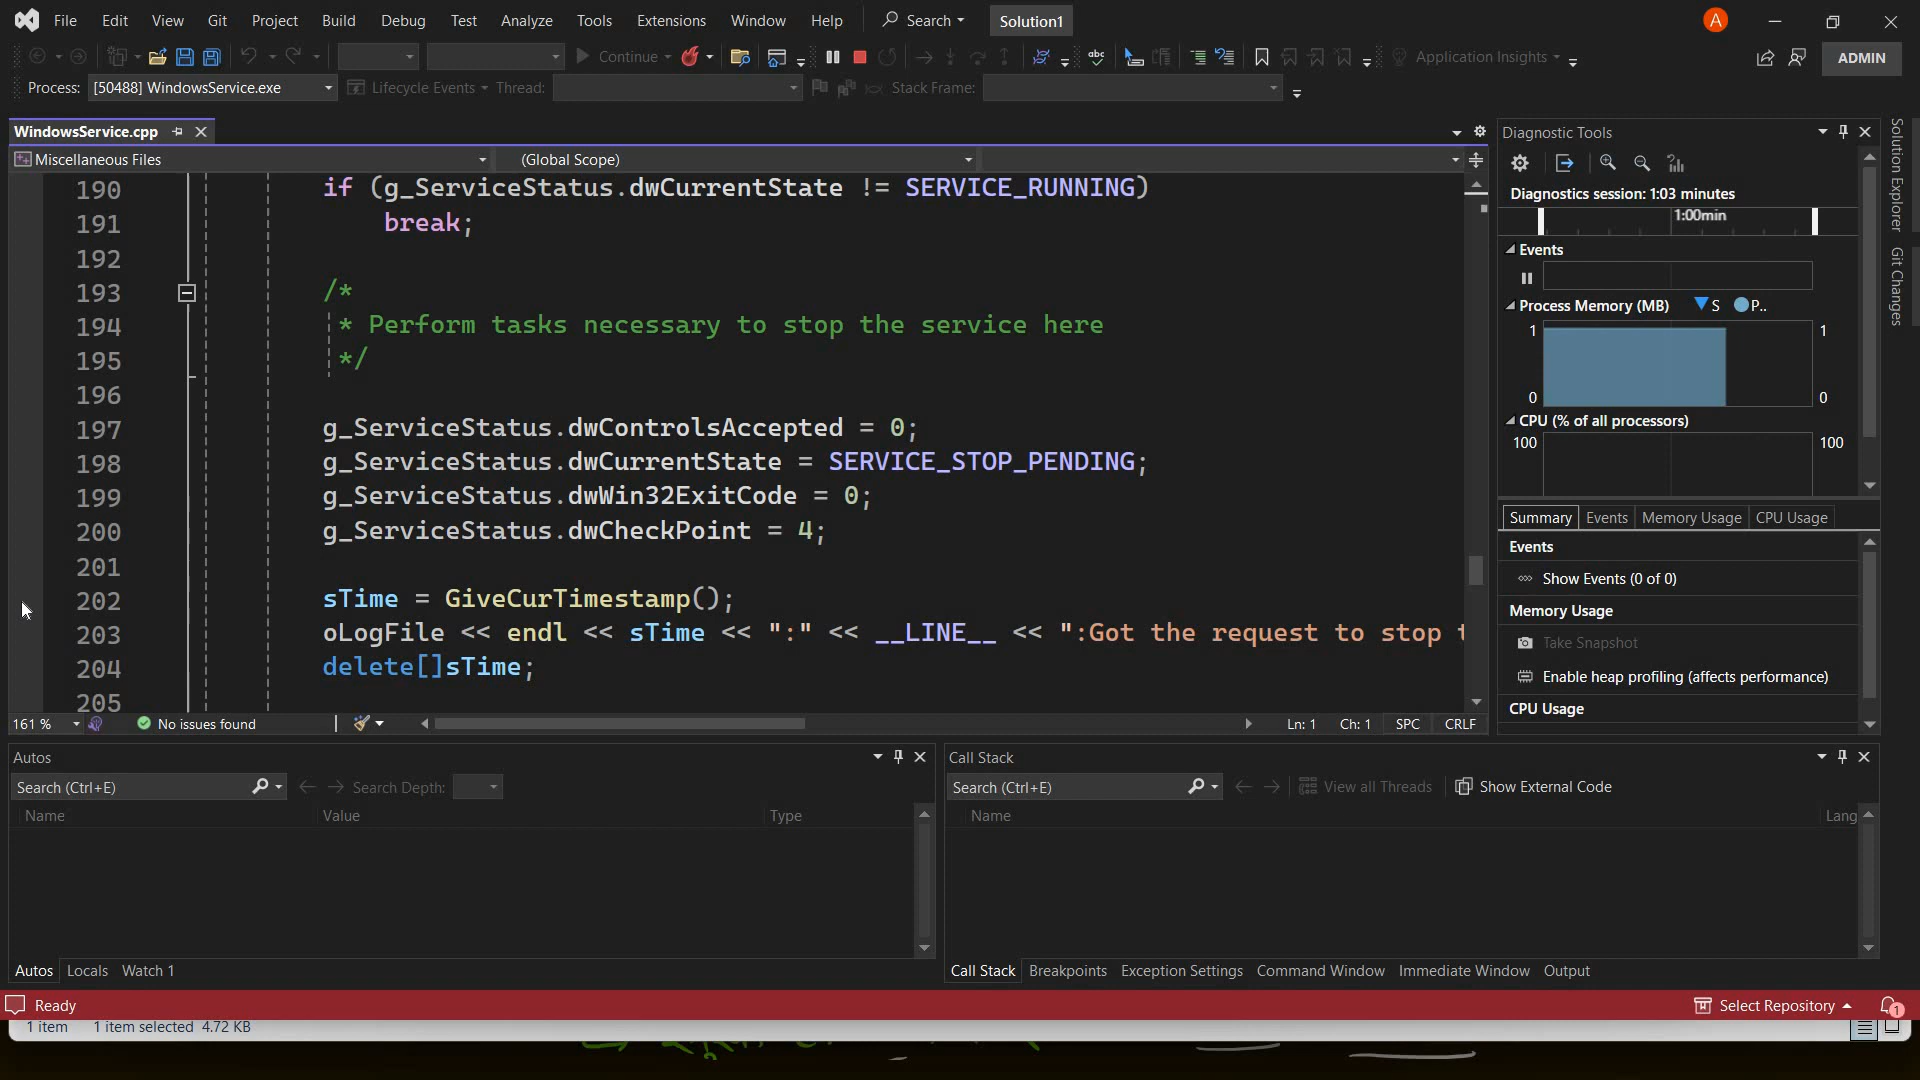 File Edit View Git Project Build Debug Test Analyze Tools Extensions Window Help Search Solution1 A
Continue Application Insights ADMIN
Process: [50488] WindowsService.exe Lifecycle Events Thread: Stack Frame:
WindowsService.cpp
Miscellaneous Files (Global Scope)
190 if (g_ServiceStatus.dwCurrentState != SERVICE_RUNNING)
191 break;
192
193 /*
194 * Perform tasks necessary to stop the service here
195 */
196
197 g_ServiceStatus.dwControlsAccepted = 0;
198 g_ServiceStatus.dwCurrentState = SERVICE_STOP_PENDING;
199 g_ServiceStatus.dwWin32ExitCode = 0;
200 g_ServiceStatus.dwCheckPoint = 4;
201
202 sTime = GiveCurTimestamp();
203 oLogFile << endl << sTime << ":" << __LINE__ << ":Got the request to stop t
204 delete[]sTime;
205
161 % No issues found Ln: 1 Ch: 1 SPC CRLF
Diagnostic Tools
Diagnostics session: 1:03 minutes
1:00min
Events
Process Memory (MB) S P..
1 1
0 0
CPU (% of all processors)
100 100
Summary Events Memory Usage CPU Usage
Events
Show Events (0 of 0)
Memory Usage
Take Snapshot
Enable heap profiling (affects performance)
CPU Usage
Solution Explorer
Git Changes
Autos
Search (Ctrl+E) Search Depth:
Name Value Type
Autos Locals Watch 1
Call Stack
Search (Ctrl+E) View all Threads Show External Code
Name Lang
Call Stack Breakpoints Exception Settings Command Window Immediate Window Output
Ready Select Repository 1
1 item 1 item selected 4.72 KB